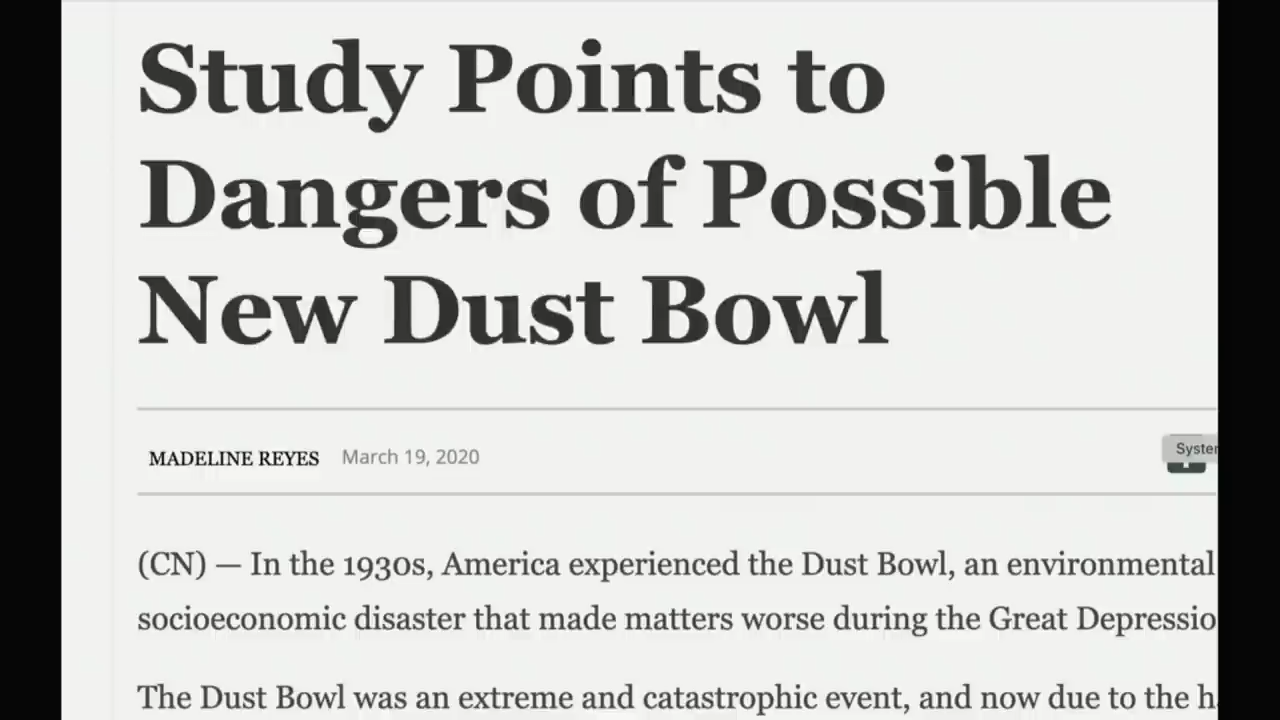 Study Points to
Dangers of Possible
New Dust Bowl
MADELINE REYES March 19, 2020
(CN) — In the 1930s, America experienced the Dust Bowl, an environmental
socioeconomic disaster that made matters worse during the Great
The Dust Bowl was an extreme and catastrophic event, and now due to the